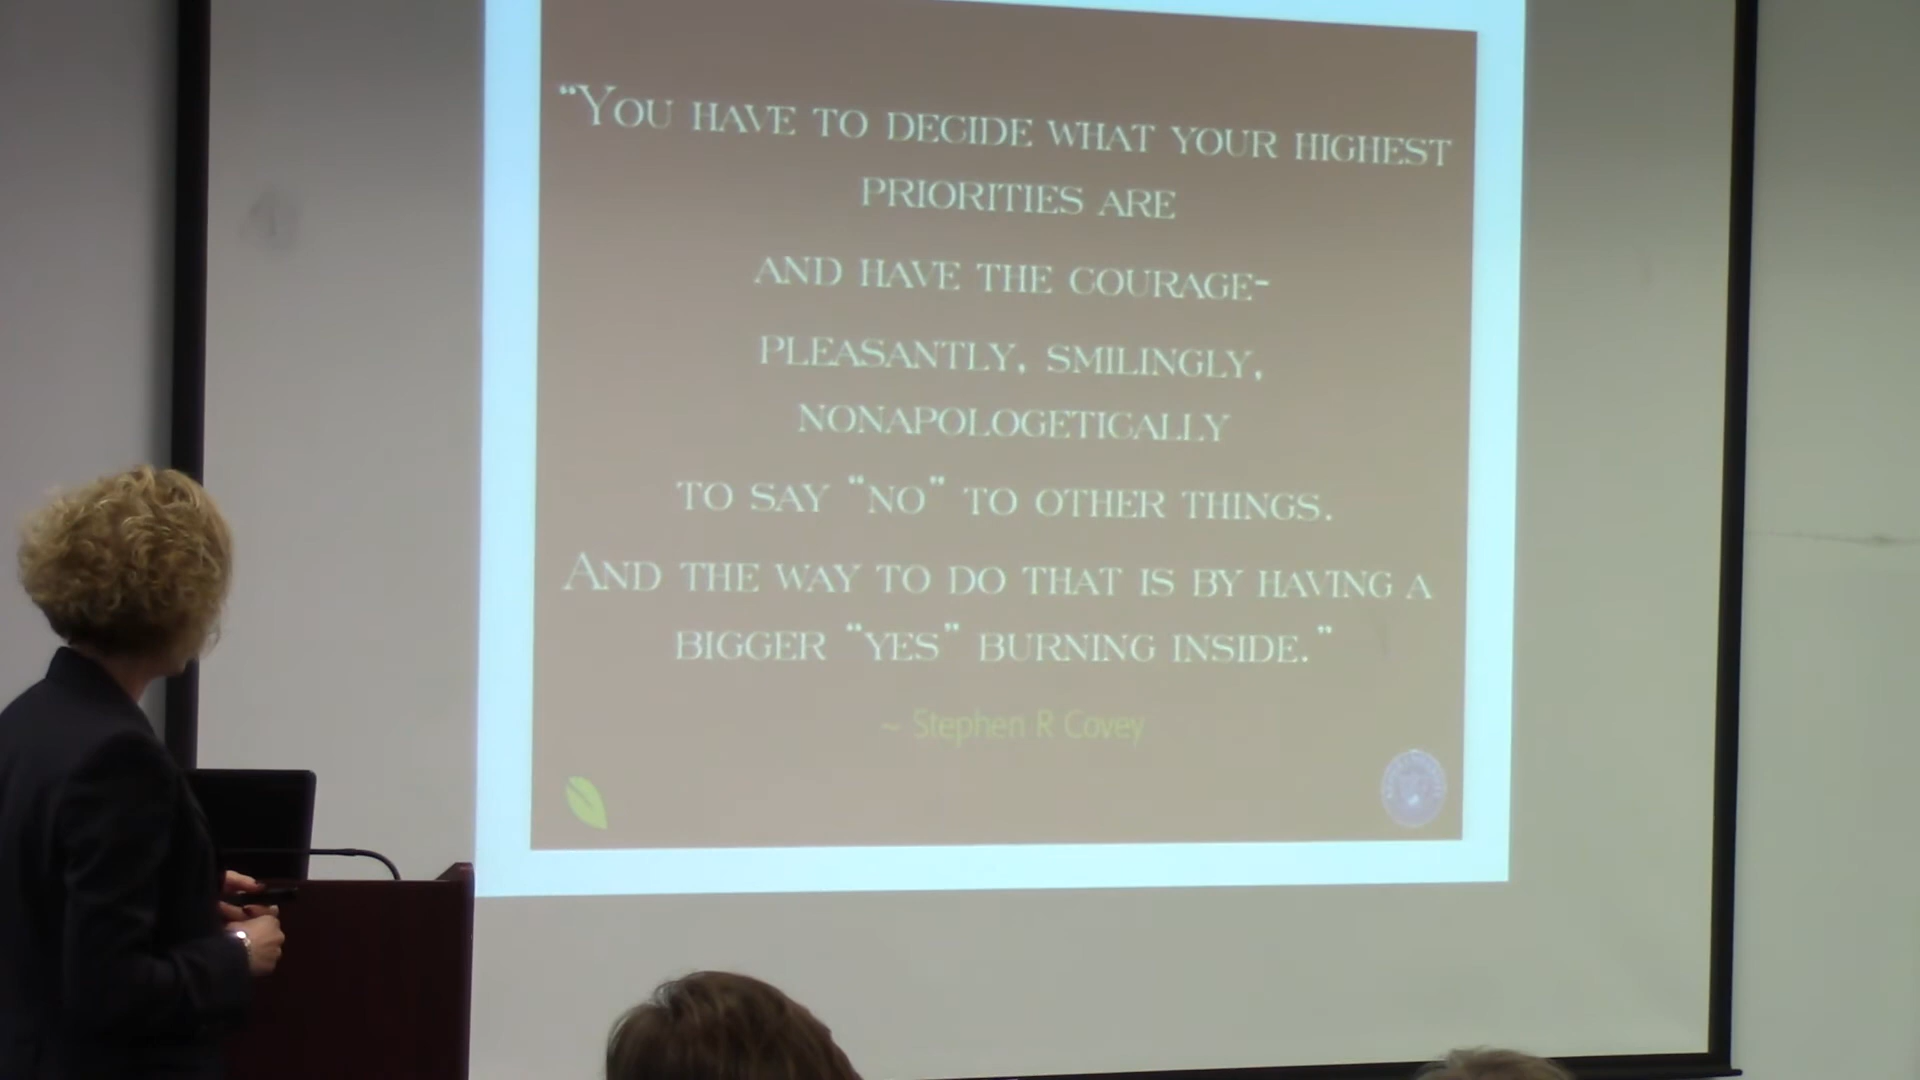 “You have to decide what your highest
priorities are
and have the courage-
pleasantly, smilingly,
nonapologetically
to say “no” to other things.
And the way to do that is by having a
bigger “yes” burning inside.”
~ Stephen R Covey